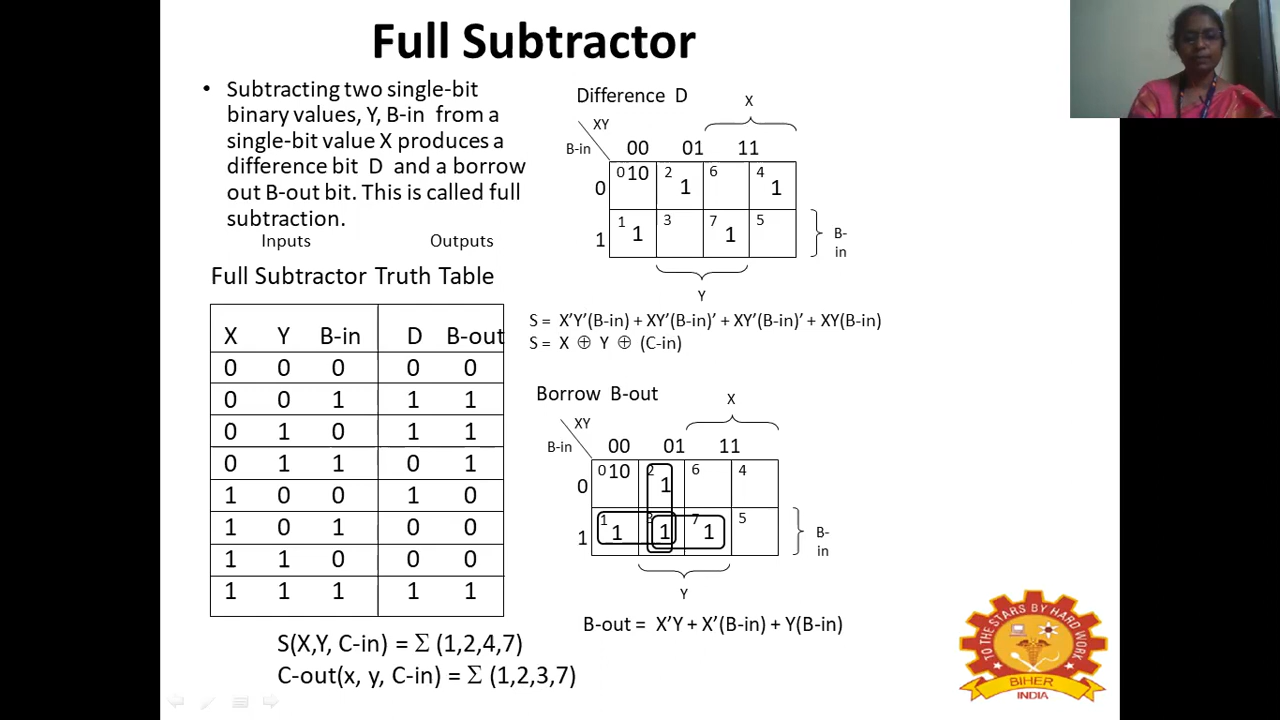 Full Subtractor
• Subtracting two single-bit
binary values, Y, B-in from a
single-bit value X produces a
difference bit D and a borrow
out B-out bit. This is called full
subtraction.
Inputs Outputs
Full Subtractor Truth Table
X Y B-in D B-out
0 0 0 0 0
0 0 1 1 1
0 1 0 1 1
0 1 1 0 1
1 0 0 1 0
1 0 1 0 0
1 1 0 0 0
1 1 1 1 1
S(X,Y, C-in) = Σ (1,2,4,7)
C-out(x, y, C-in) = Σ (1,2,3,7)
Difference D
X
XY
B-in 00 01 11
0 0 10 2 1 6 4 1
1 1 1 3 7 1 5
B-
in
Y
S = X’Y’(B-in) + XY’(B-in)’ + XY’(B-in)’ + XY(B-in)
S = X ⊕ Y ⊕ (C-in)
Borrow B-out
X
XY
B-in 00 01 11
0 0 10 2 1 6 4
1 1 1 3 1 7 1 5
B-
in
Y
B-out = X’Y + X’(B-in) + Y(B-in)
TO THE STARS BY HARD WORK
BIHER
INDIA